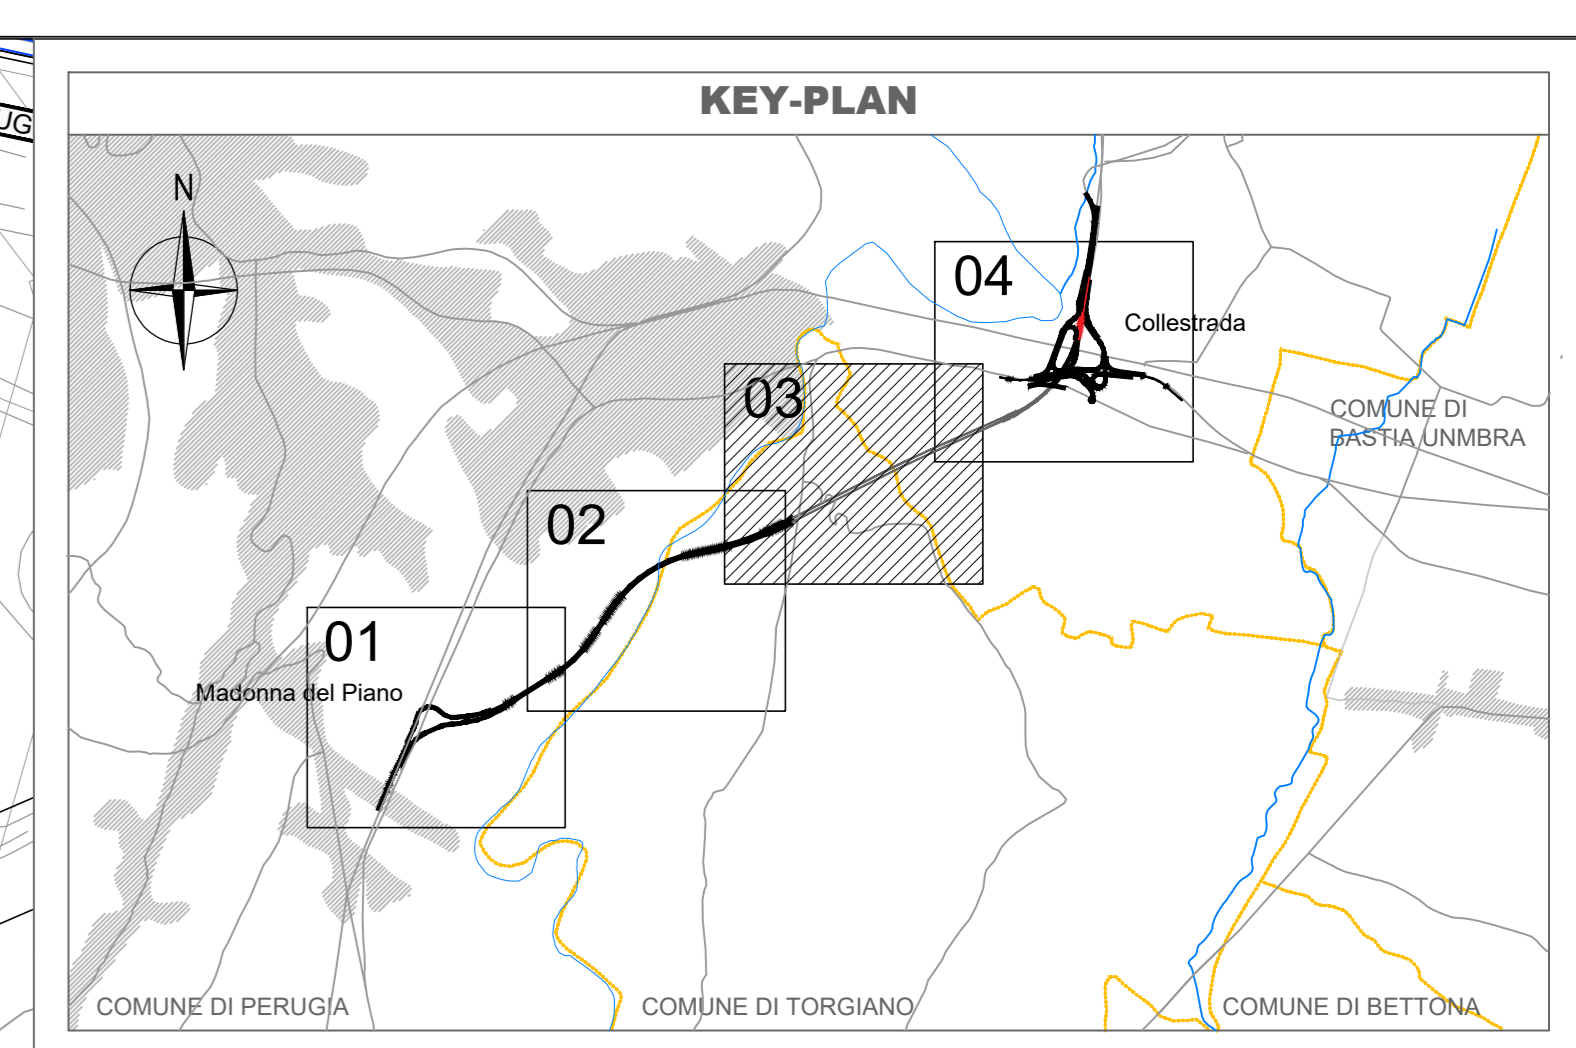 KEY-PLAN
UG
N
04
Collestrada
03
COMUNE DI
BASTIA UNMBRA
02
01
Madonna del Piano
COMUNE DI PERUGIA
COMUNE DI TORGIANO
COMUNE DI BETTONA